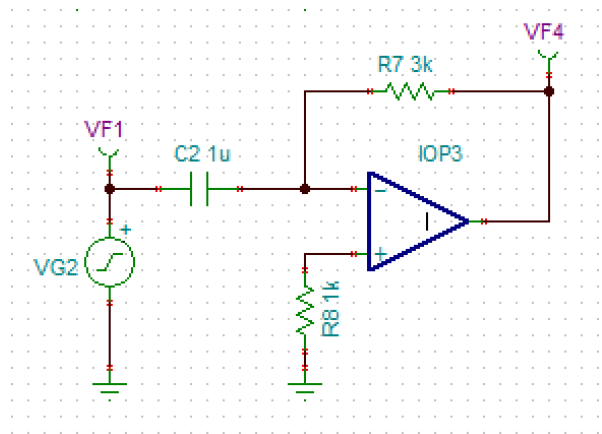 VF4
R7 3k
VF1
C2 1u
IOP3
−
+
I
+
VG2
R8 1k